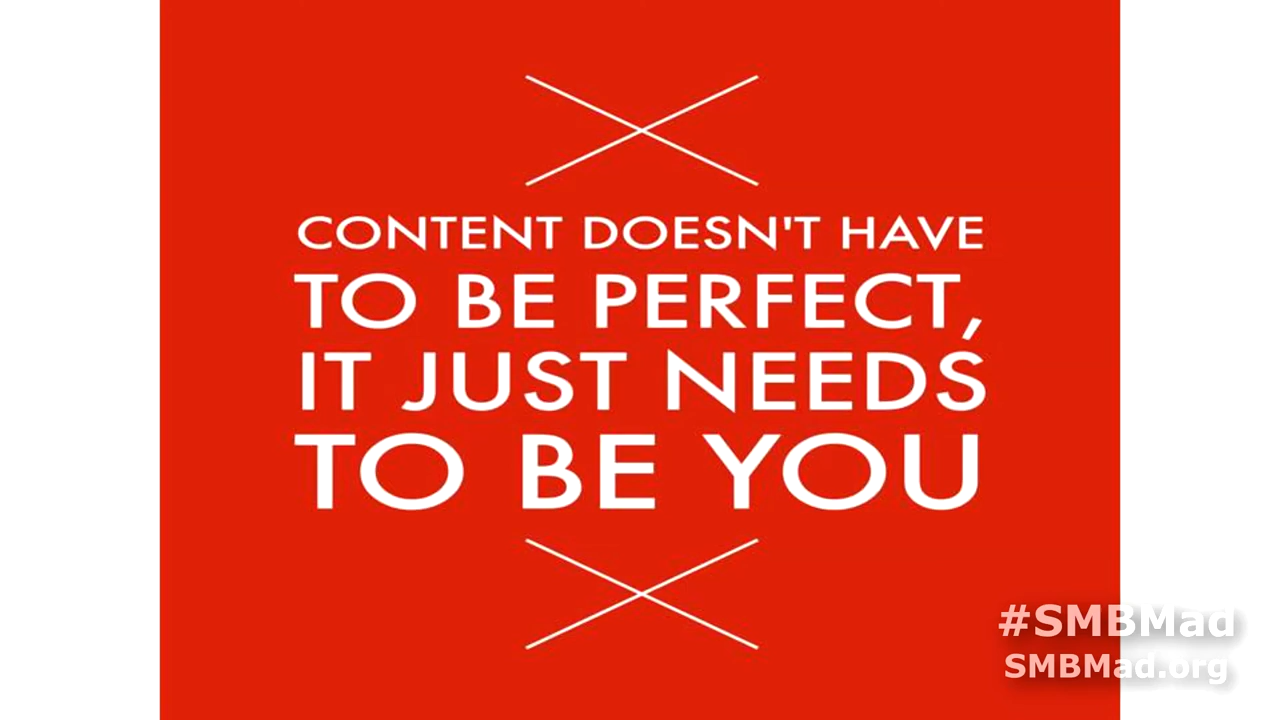 CONTENT DOESN'T HAVE
TO BE PERFECT,
IT JUST NEEDS
TO BE YOU
#SMBMad
SMBMad.org